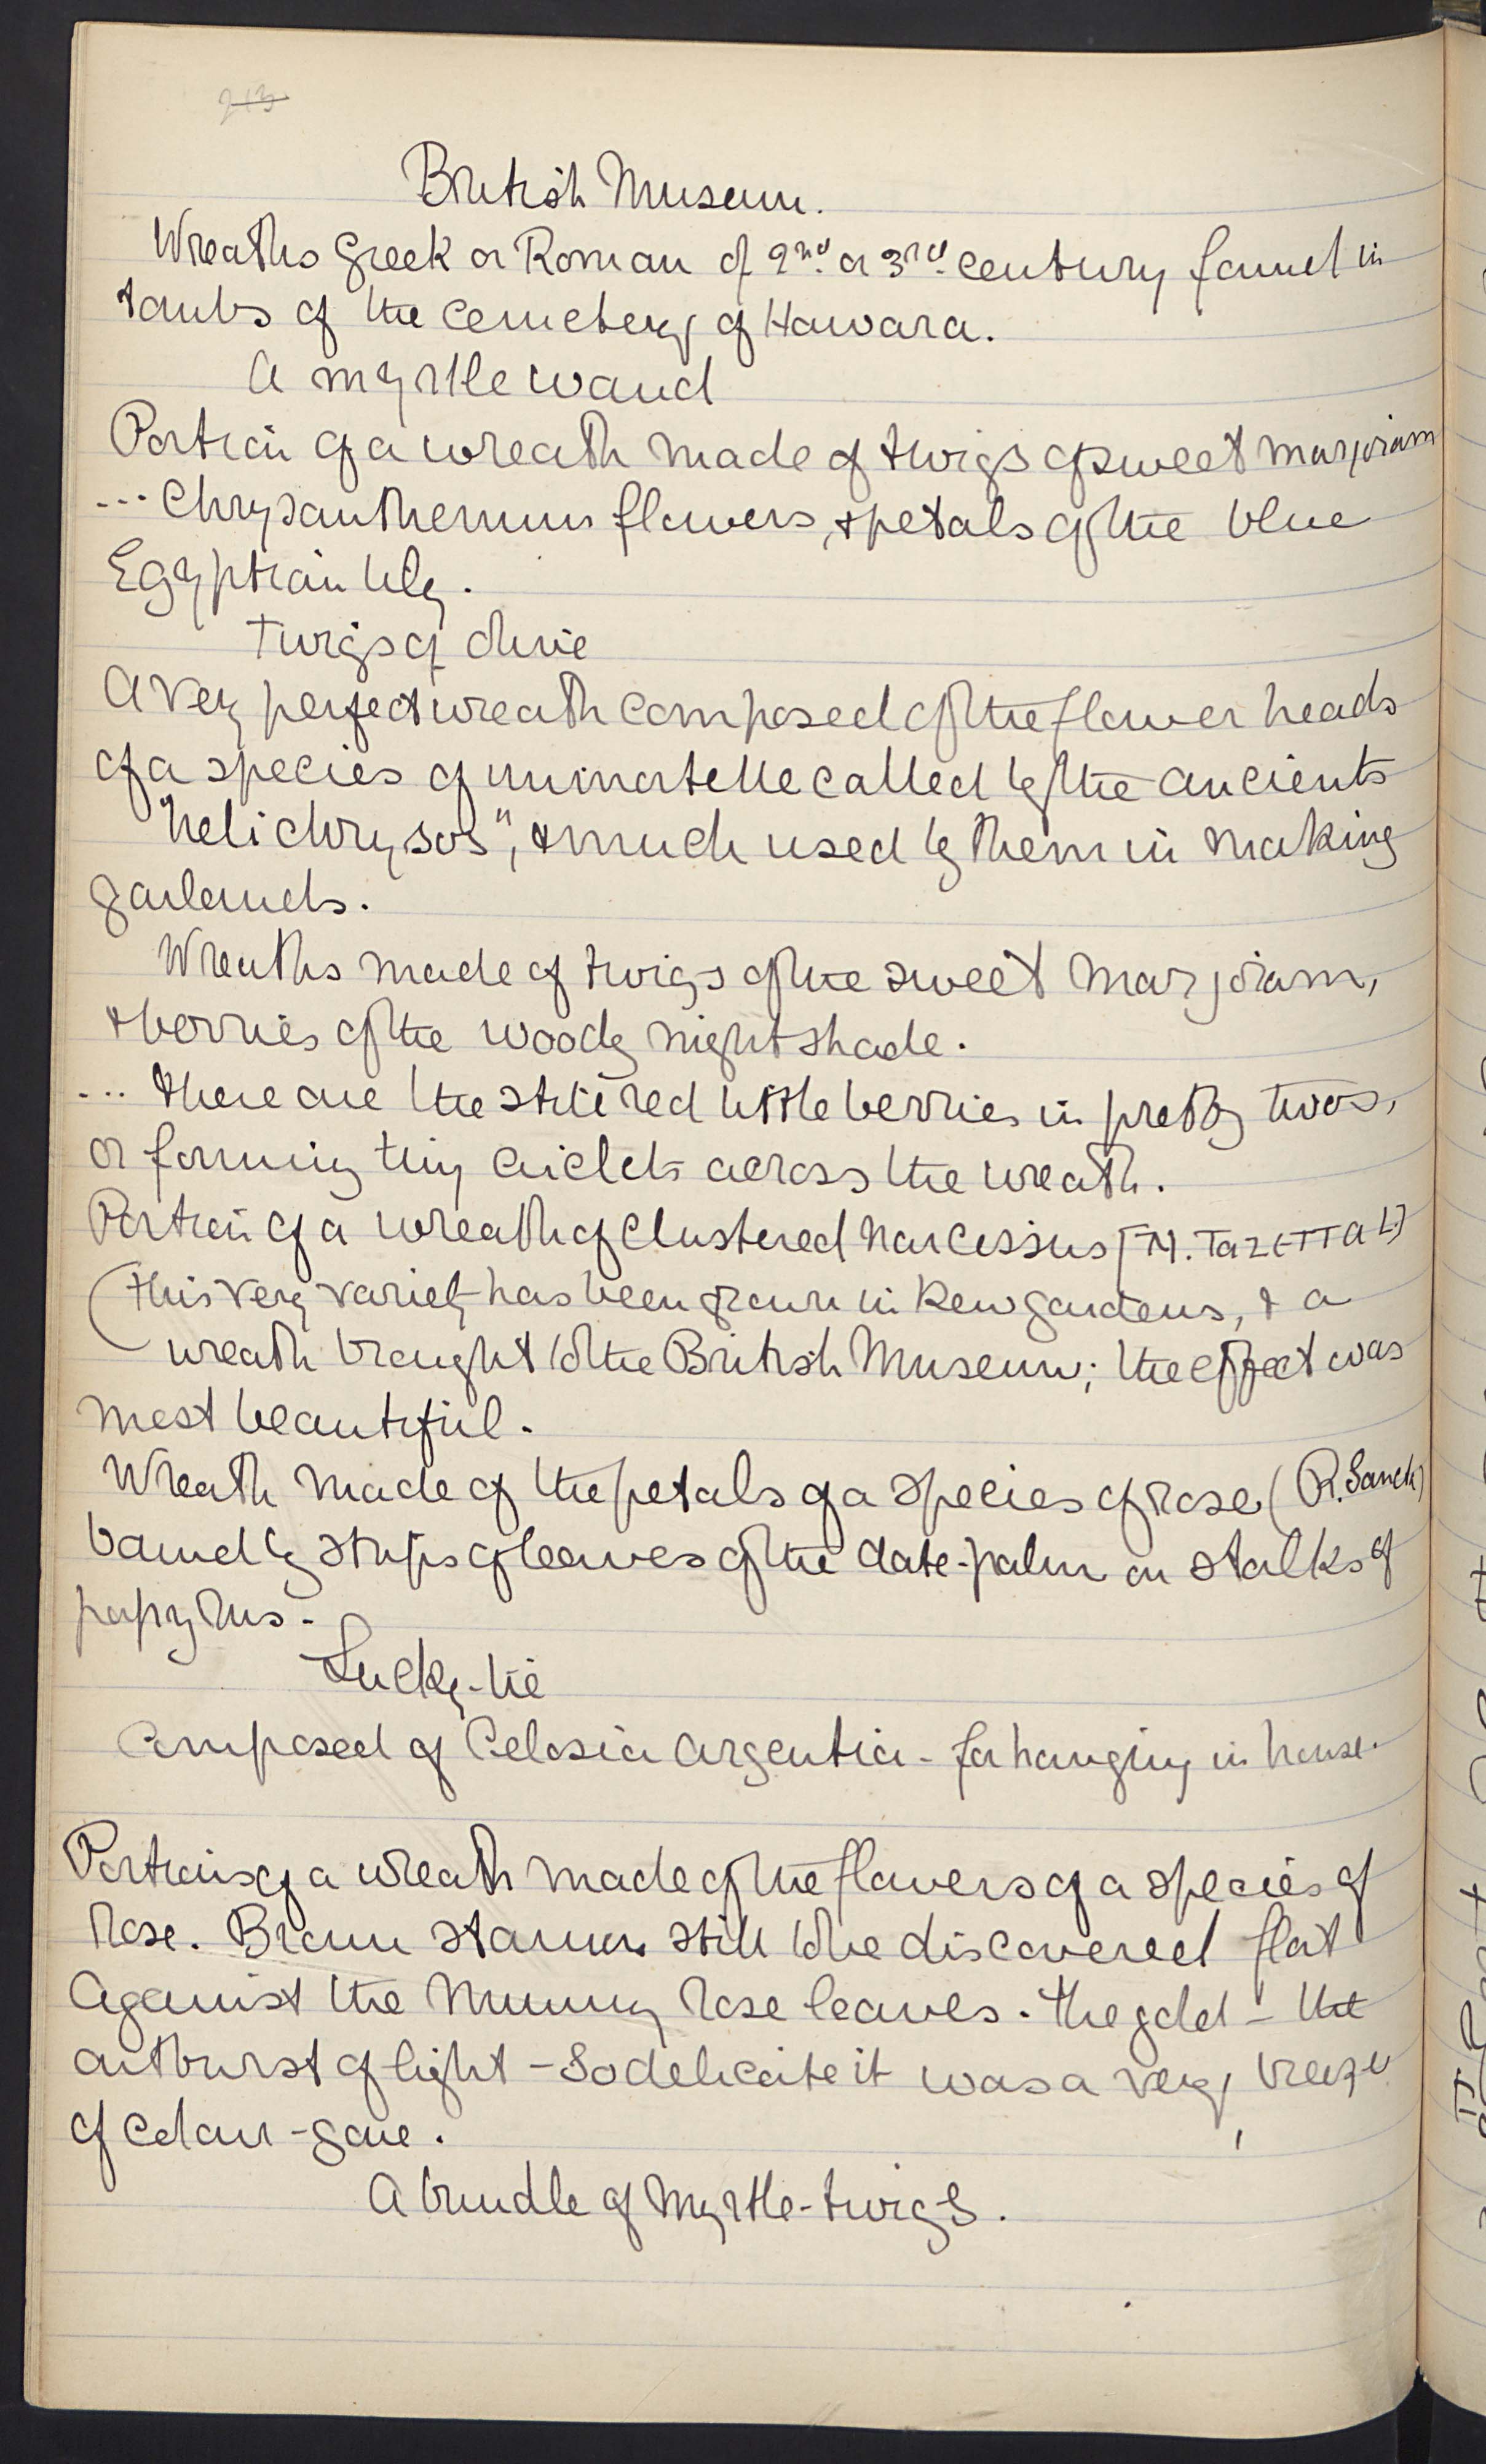 213
British Museum.
Wreaths Greek or Roman of 2nd. or 3rd. century found in
tombs of the cemetery of Hawara.
A myrtle wand
Portion of a wreath made of twigs of sweet marjoram
... Chrysanthemum flowers, & petals of the blue
Egyptian lily.
Twigs of olive
A very perfect wreath composed of the flower heads
of a species of immortelle called by the ancients
"helichrysos", & much used by them in making
garlands.
Wreaths made of twigs of the sweet marjoram,
& berries of the woody nightshade.
... there are the still red little berries in pretty twos,
or forming tiny circlets across the wreath.
Portion of a wreath of clustered narcissus [N. TazETTa L.]
(this very variety has been grown in Kew gardens, & a
wreath brought to the British Museum; the effect was
most beautiful.
Wreath made of the petals of a species of rose (R. Sanct)
bound by strips of leaves of the date-palm on stalks of
papyrus.
Lucky-tie
Composed of Celosia argentia - for hanging in house.
Portions of a wreath made of the flowers of a species of
Rose. Brown stamens still to be discovered flat
against the mummy rose leaves. The gold - the
outburst of light - so delicate it was a very
of colour - gone.
A bundle of myrtle-twigs.